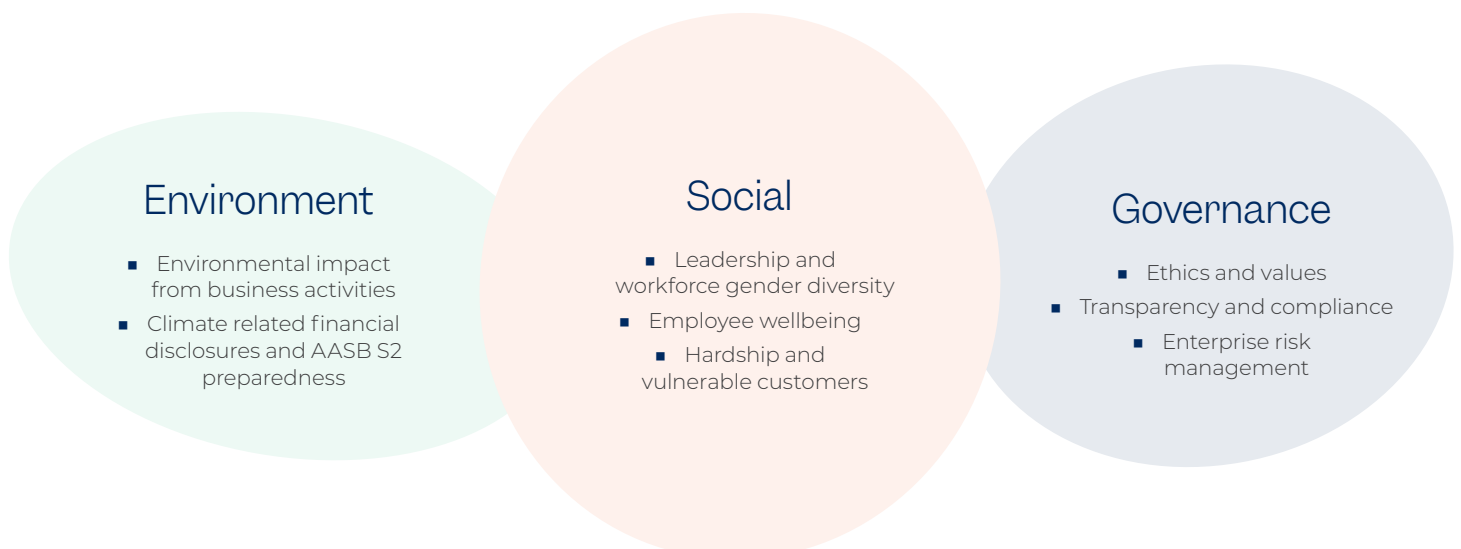 Environment
■ Environmental impact
from business activities
■ Climate related financial
disclosures and AASB S2
preparedness
Social
■ Leadership and
workforce gender diversity
■ Employee wellbeing
■ Hardship and
vulnerable customers
Governance
■ Ethics and values
■ Transparency and compliance
■ Enterprise risk
management